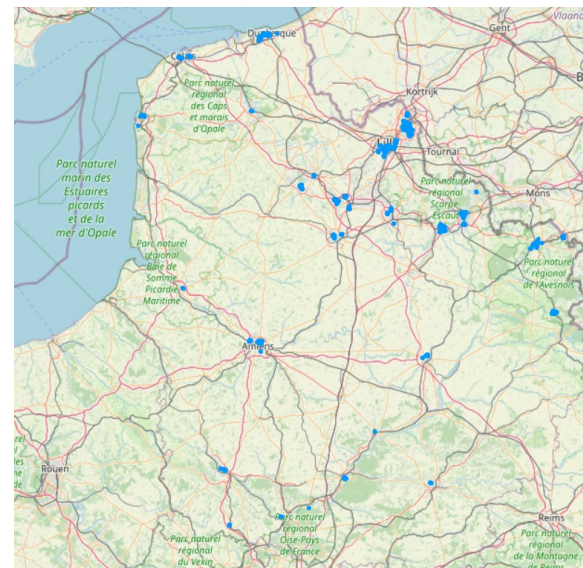 Vlaand
Gent
Dunkerque
Calais
Parc naturel
régional
des Caps
et marais
d'Opale
Kortrijk
Lille
Tournai
Parc naturel
marin des
Estuaires
picards
et de la
mer d'Opale
Parc naturel
régional
Scarpe-
Escaut
Mons
Parc naturel
régional
Baie de
Somme
Picardie
Maritime
Parc naturel
régional
de l'Avesnois
Amiens
Rouen
Parc naturel
régional
Oise-Pays
de France
Parc naturel
régional
du Vexin
Reims
Parc naturel
régional
de la Montagne
de Reims